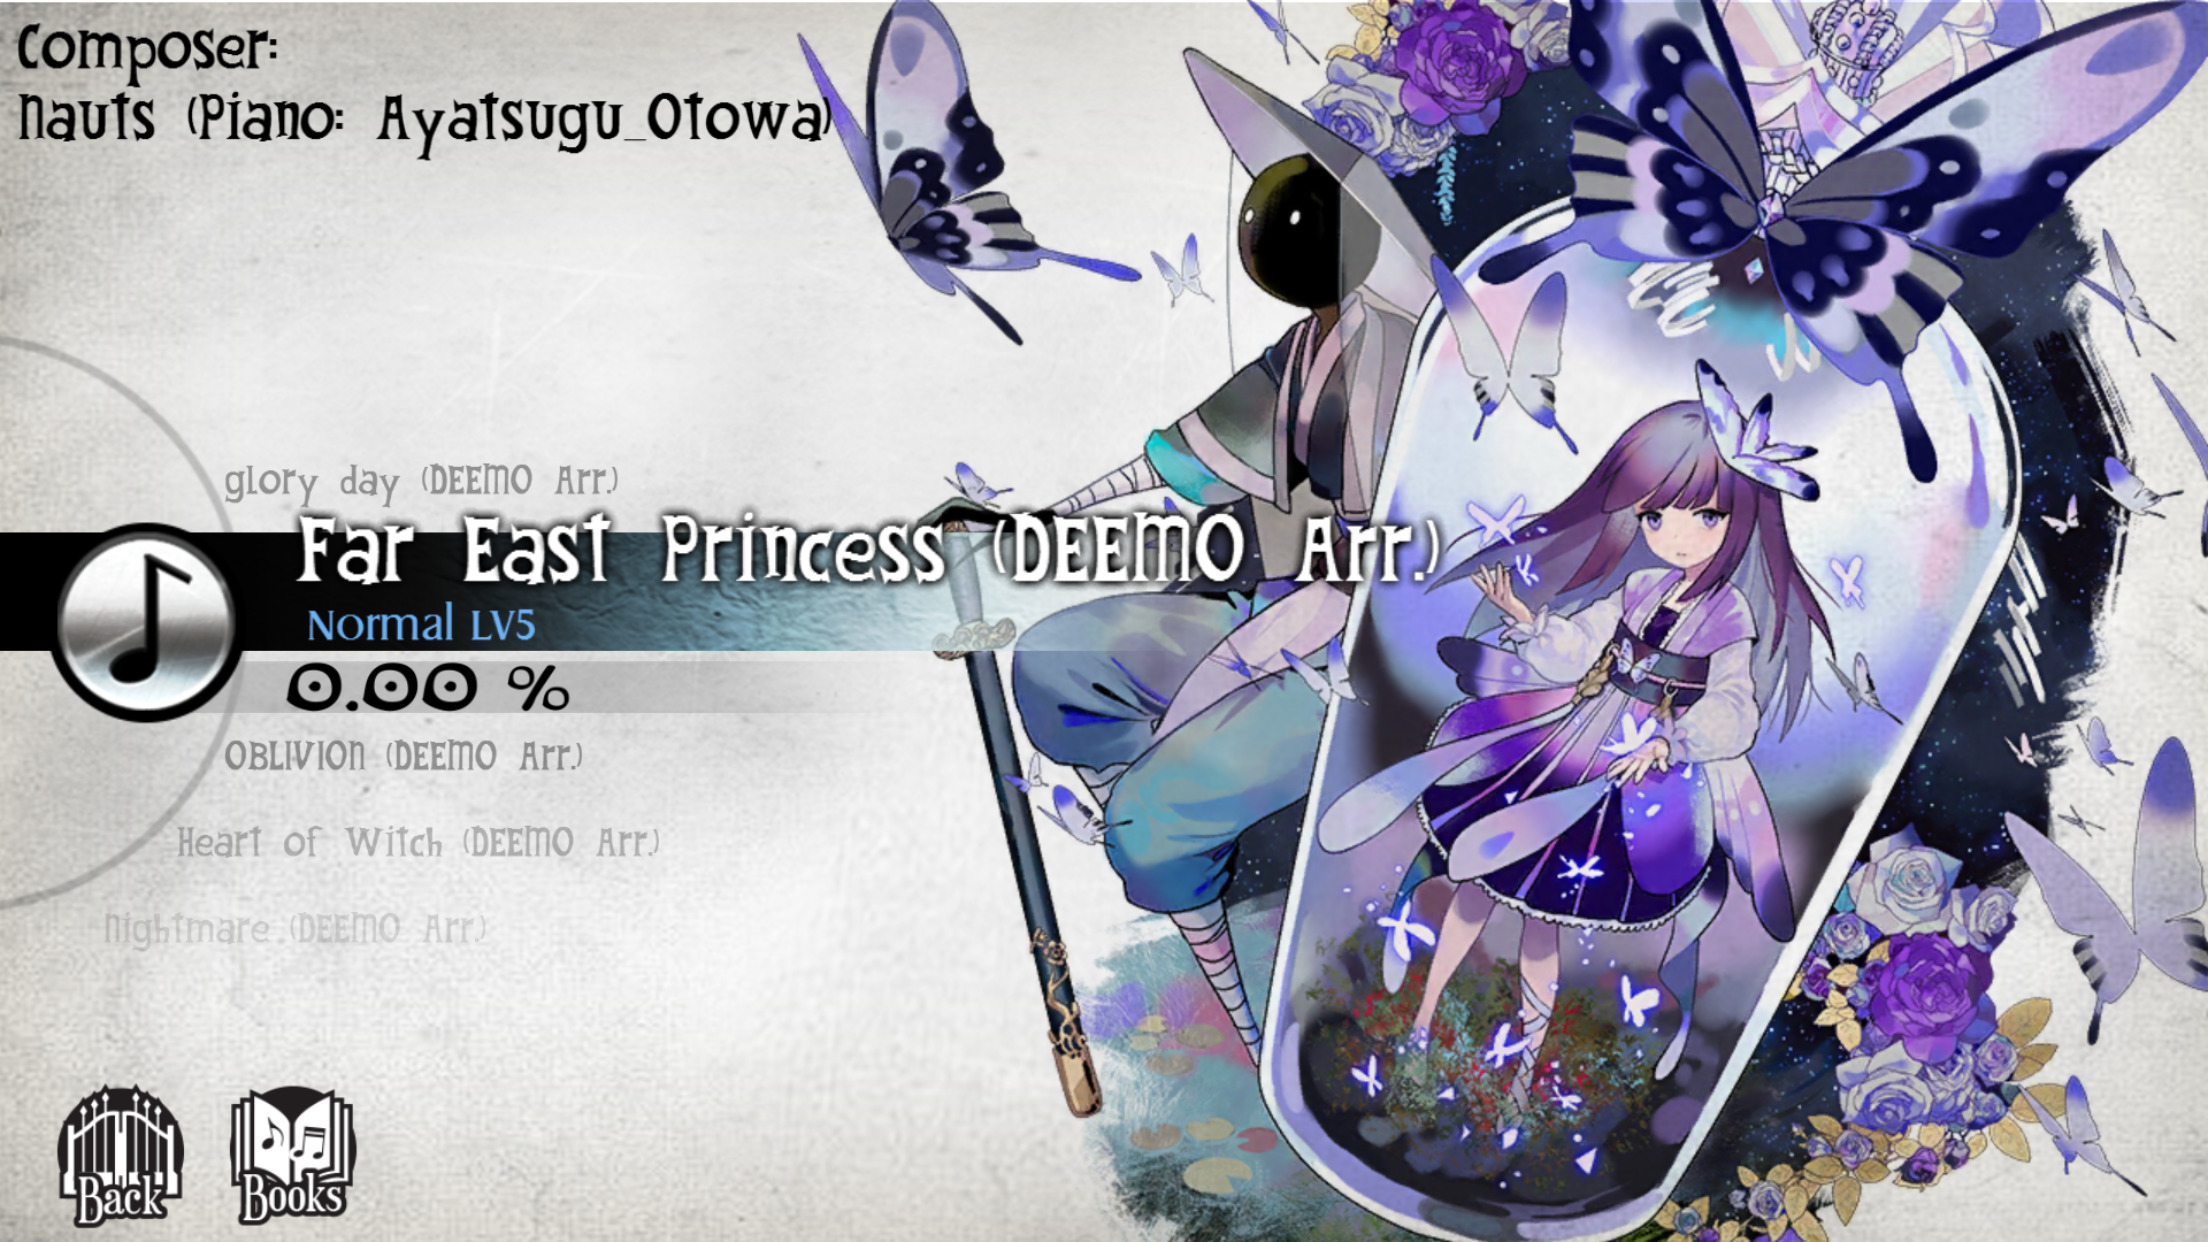 Composer:
Nauts (Piano: Ayatsugu_Otowa)
glory day (DEEMO Arr.)
Far East Princess (DEEMO Arr.)
Normal LV5
0.00 %
OBLIVION (DEEMO Arr.)
Heart of Witch (DEEMO Arr.)
Nightmare (DEEMO Arr.)
Back
Books